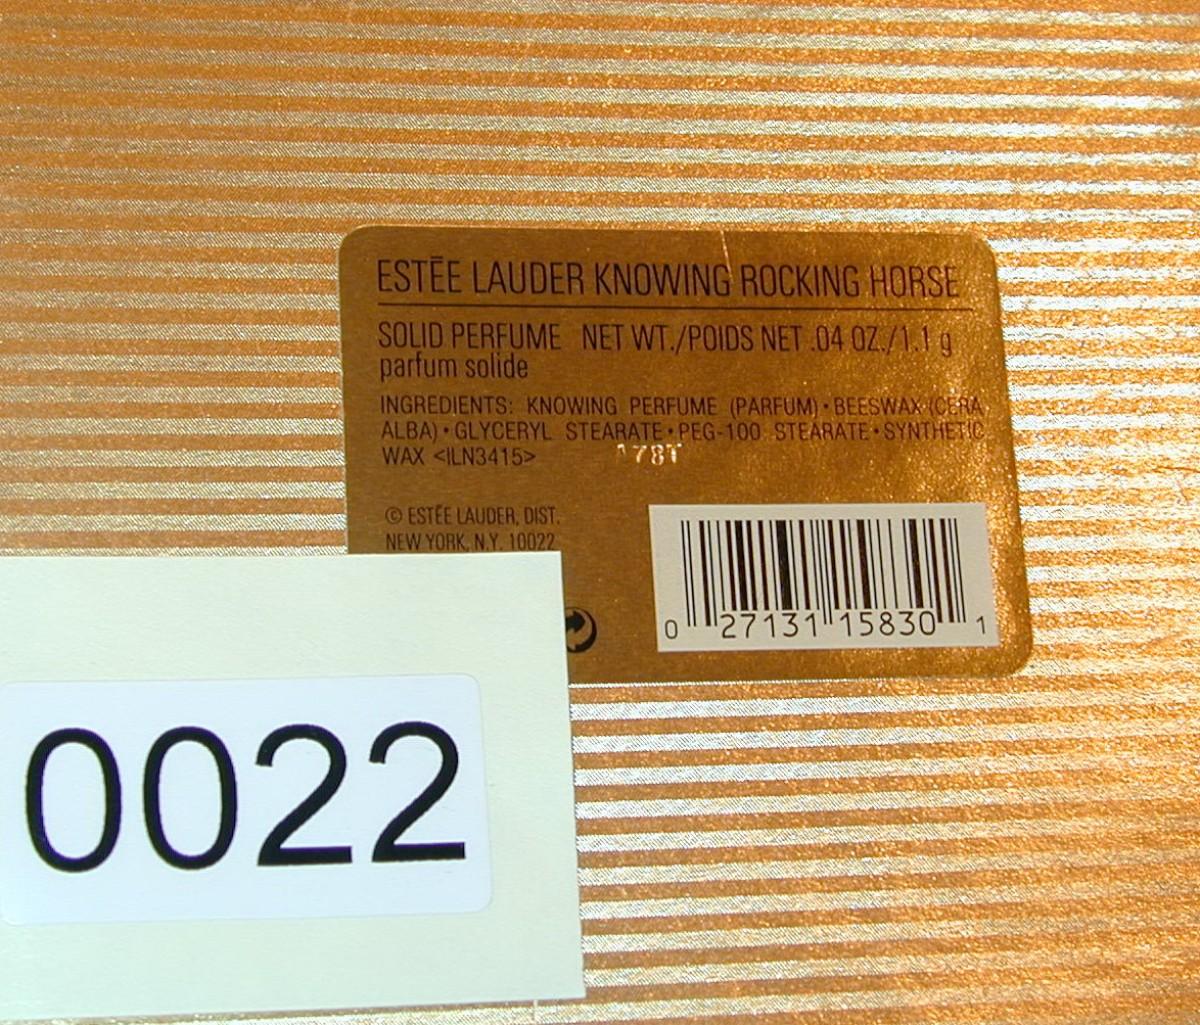 ESTĒE LAUDER KNOWING ROCKING HORSE
SOLID PERFUME NET WT./POIDS NET .04 OZ./1.1 g
parfum solide
INGREDIENTS: KNOWING PERFUME (PARFUM)•BEESWAX (CERA
ALBA)•GLYCERYL STEARATE•PEG-100 STEARATE•SYNTHETIC
WAX <ILN3415>
178T
© ESTĒE LAUDER, DIST.
NEW YORK, N.Y. 10022
0 27131 15830 1
0022